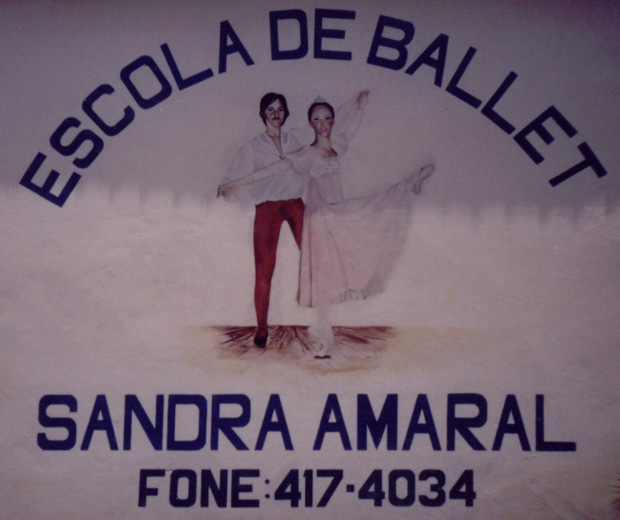 ESCOLA DE BALLET
SANDRA AMARAL
FONE:417-4034